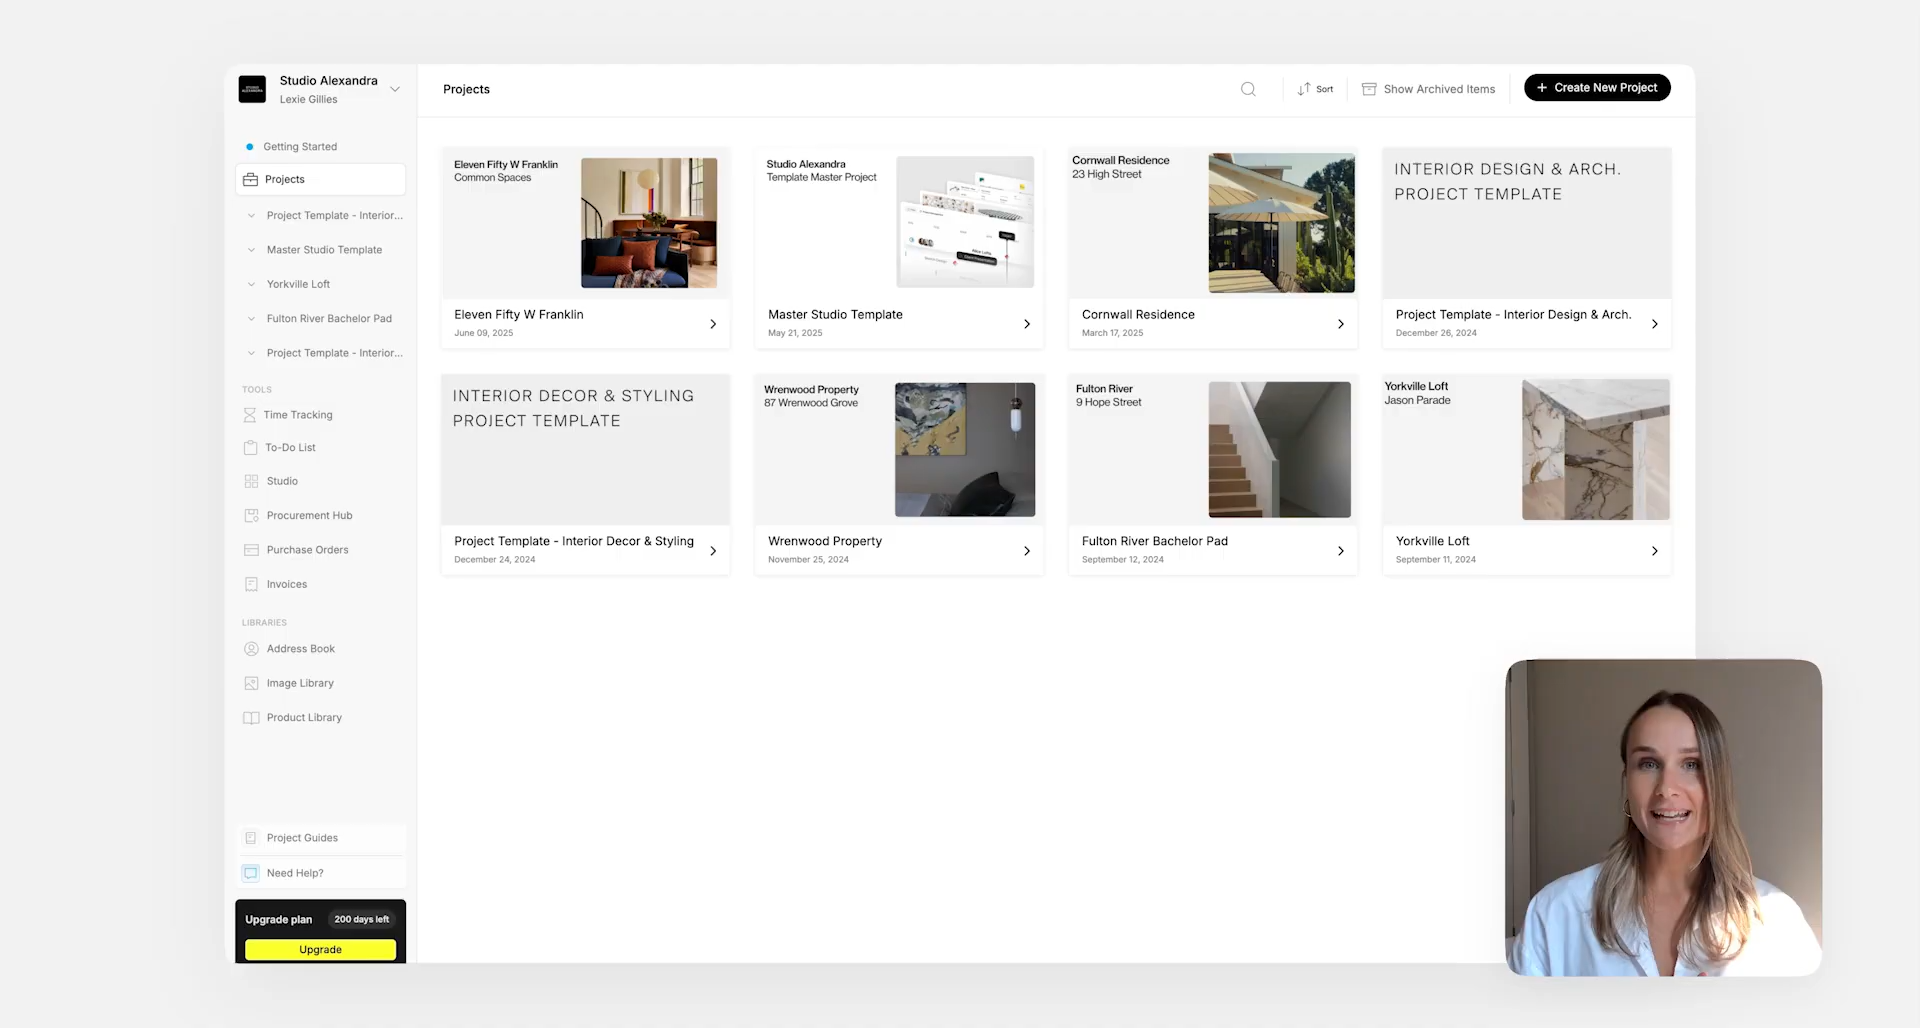 Studio Alexandra
Lexie Gillies
Getting Started
Projects
Project Template - Interior...
Master Studio Template
Yorkville Loft
Fulton River Bachelor Pad
Project Template - Interior...
TOOLS
Time Tracking
To-Do List
Studio
Procurement Hub
Purchase Orders
Invoices
LIBRARIES
Address Book
Image Library
Product Library
Project Guides
Need Help?
Upgrade plan
200 days left
Upgrade
Projects
Sort
Show Archived Items
+ Create New Project
Eleven Fifty W Franklin
Common Spaces
Eleven Fifty W Franklin
June 09, 2025
Studio Alexandra
Template Master Project
Master Studio Template
May 21, 2025
Cornwall Residence
23 High Street
Cornwall Residence
March 17, 2025
INTERIOR DESIGN & ARCH.
PROJECT TEMPLATE
Project Template - Interior Design & Arch.
December 26, 2024
INTERIOR DECOR & STYLING
PROJECT TEMPLATE
Project Template - Interior Decor & Styling
December 24, 2024
Wrenwood Property
87 Wrenwood Grove
Wrenwood Property
November 25, 2024
Fulton River
9 Hope Street
Fulton River Bachelor Pad
September 12, 2024
Yorkville Loft
Jason Parade
Yorkville Loft
September 11, 2024